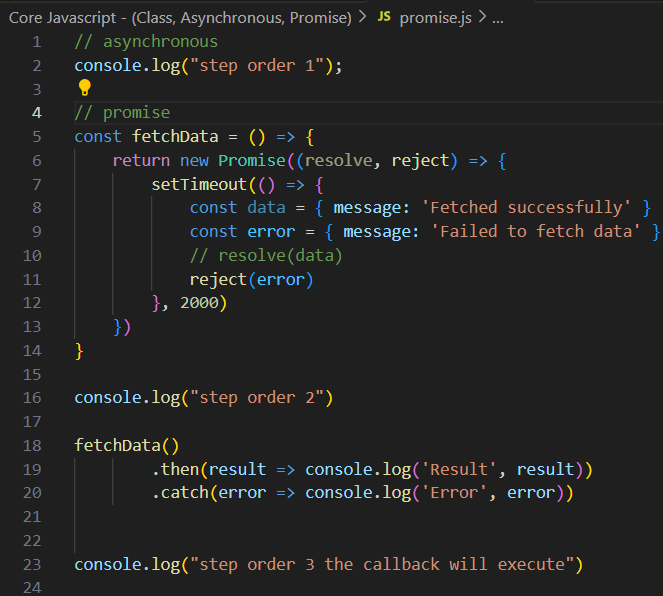 Core Javascript - (Class, Asynchronous, Promise) > JS promise.js > ...
1 // asynchronous
2 console.log("step order 1");
3
4 // promise
5 const fetchData = () => {
6 return new Promise((resolve, reject) => {
7 setTimeout(() => {
8 const data = { message: 'Fetched successfully' }
9 const error = { message: 'Failed to fetch data' }
10 // resolve(data)
11 reject(error)
12 }, 2000)
13 })
14 }
15
16 console.log("step order 2")
17
18 fetchData()
19 .then(result => console.log('Result', result))
20 .catch(error => console.log('Error', error))
21
22
23 console.log("step order 3 the callback will execute")
24